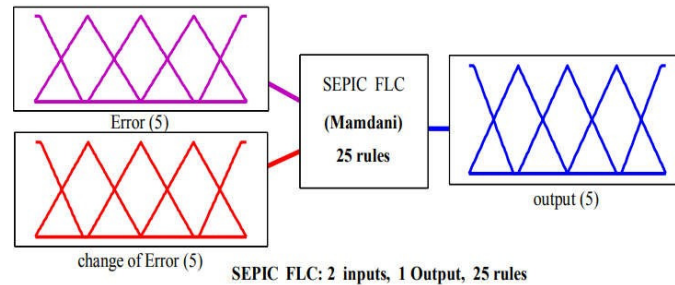 Error (5)
change of Error (5)
SEPIC FLC
(Mamdani)
25 rules
output (5)
SEPIC FLC: 2 inputs, 1 Output, 25 rules